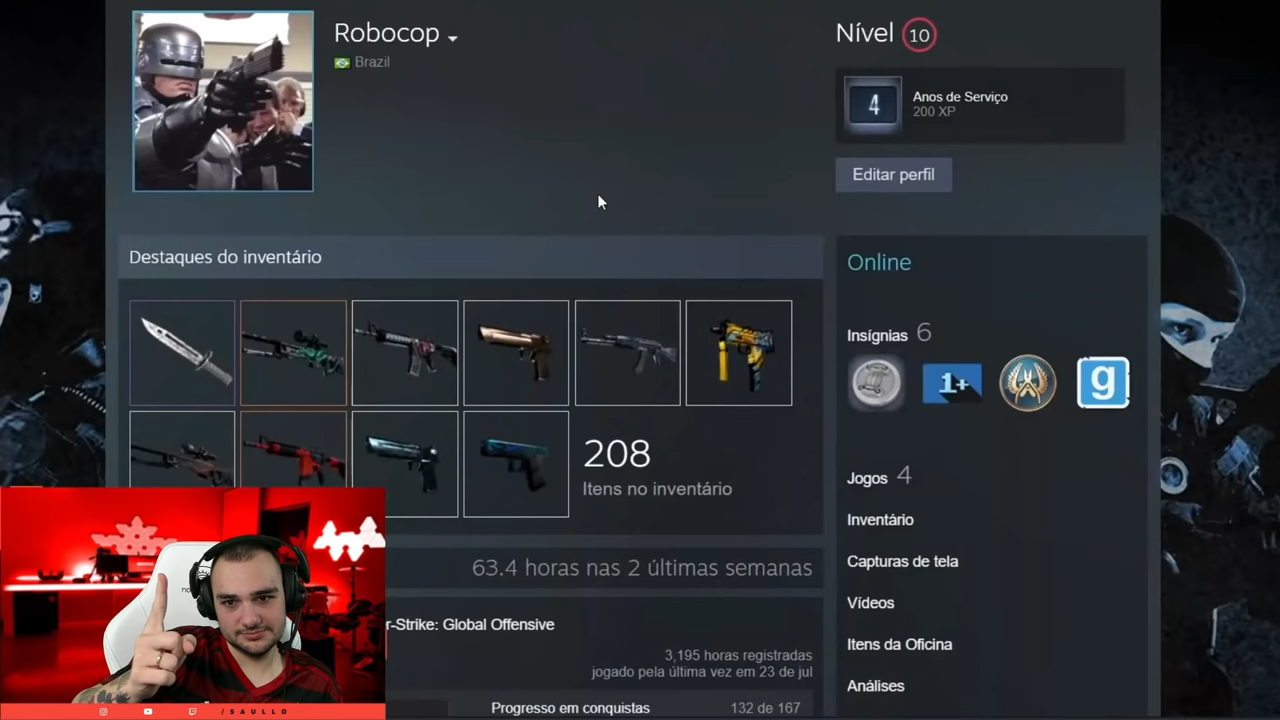 Robocop
Brazil
Nível 10
4
Anos de Serviço
200 XP
Editar perfil
Destaques do inventário
208
Itens no inventário
Online
Insígnias 6
1+
g
Jogos 4
Inventário
Capturas de tela
Vídeos
Itens da Oficina
Análises
63.4 horas nas 2 últimas semanas
r-Strike: Global Offensive
3,195 horas registradas
jogado pela última vez em 23 de jul
Progresso em conquistas 132 de 167
/SAULLO